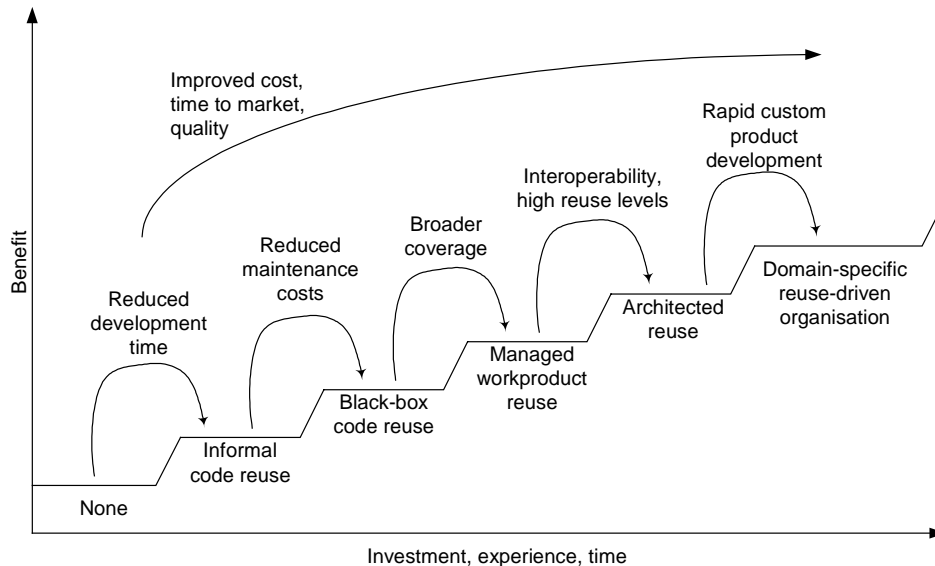 Improved cost,
time to market,
quality
Rapid custom
product
development
Interoperability,
high reuse levels
Broader
coverage
Reduced
maintenance
costs
Reduced
development
time
Benefit
Domain-specific
reuse-driven
organisation
Architected
reuse
Managed
workproduct
reuse
Black-box
code reuse
Informal
code reuse
None
Investment, experience, time